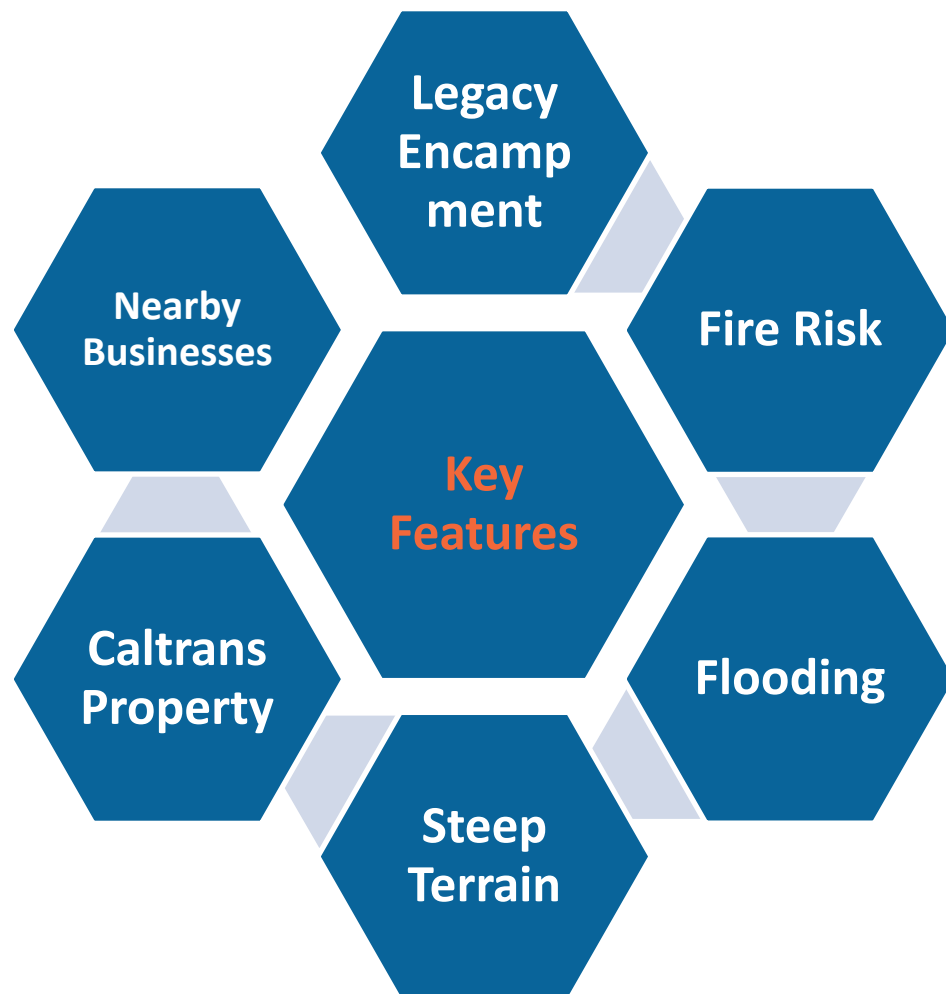 Legacy
Encamp
ment
Fire Risk
Flooding
Steep
Terrain
Caltrans
Property
Nearby
Businesses
Key
Features